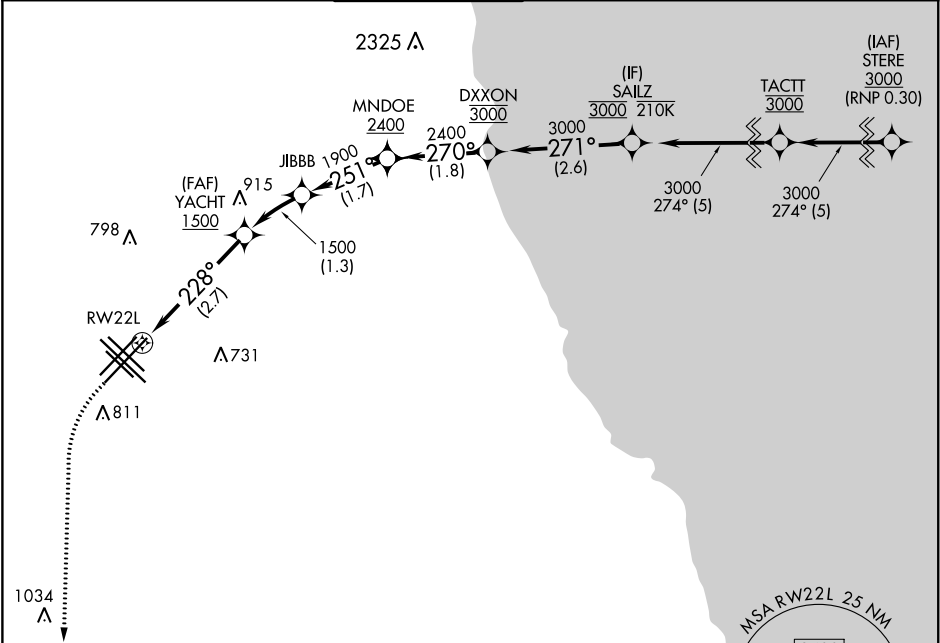 2325
(IAF)
STERE
3000
(RNP 0.30)
TACTT
3000
(IF)
SAILZ
3000 210K
DXXON
3000
MNDOE
2400
3000
271°
(2.6)
2400
270°
(1.8)
3000
274° (5)
3000
274° (5)
JIBBB
1900
251°
(1.7)
915
(FAF)
YACHT
1500
1500
(1.3)
798
228°
(2.7)
RW22L
731
811
1034
MSA RW22L 25 NM